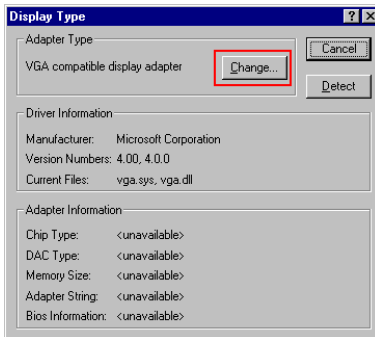 Display Type
Adapter Type
VGA compatible display adapter
Change...
Cancel
Detect
Driver Information
Manufacturer: Microsoft Corporation
Version Numbers: 4.00, 4.0.0
Current Files: vga.sys, vga.dll
Adapter Information
Chip Type: <unavailable>
DAC Type: <unavailable>
Memory Size: <unavailable>
Adapter String: <unavailable>
Bios Information: <unavailable>